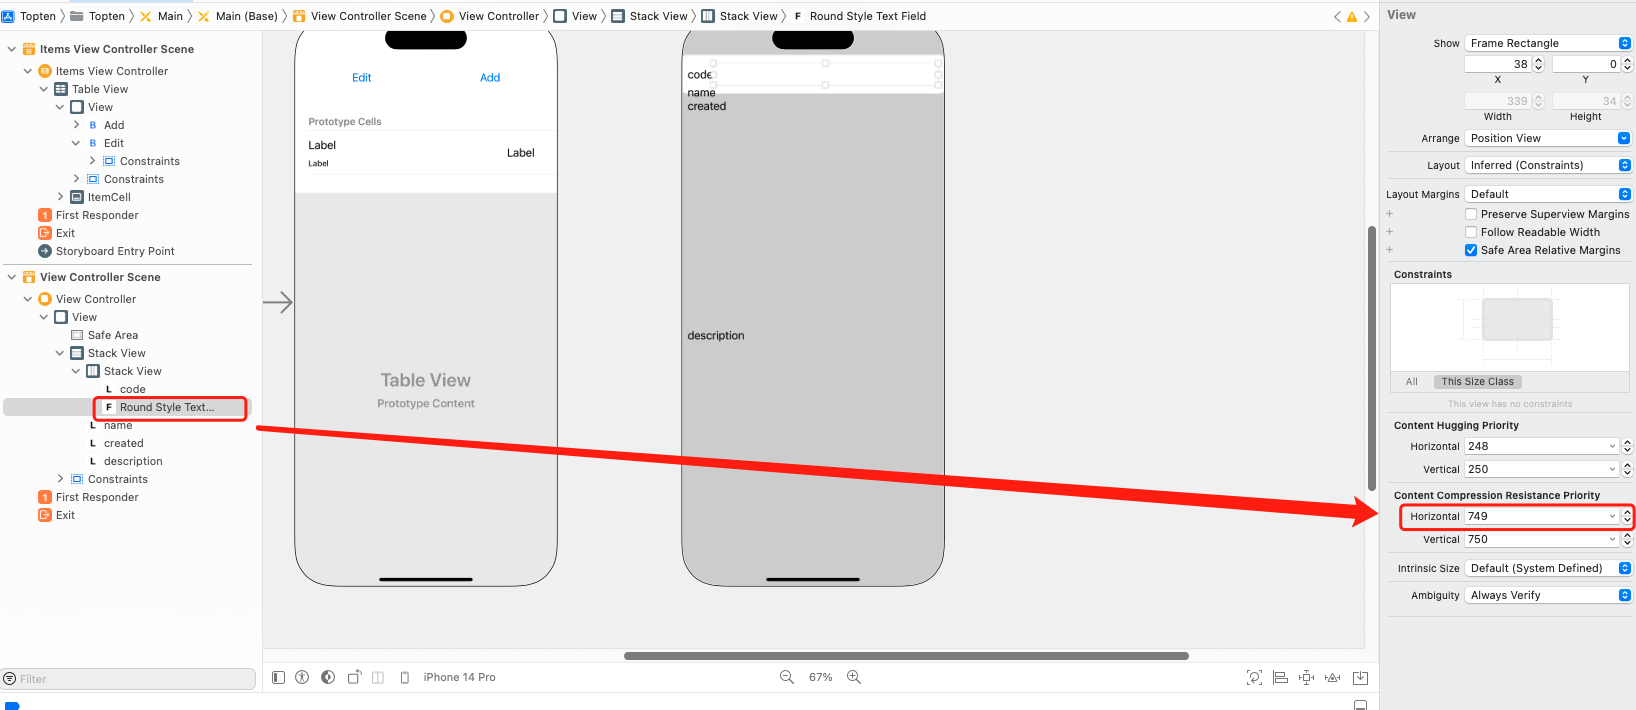 Topten
Topten
Main
Main (Base)
View Controller Scene
View Controller
View
Stack View
Stack View
F Round Style Text Field
Items View Controller Scene
Items View Controller
Table View
View
B Add
B Edit
Constraints
Constraints
ItemCell
1 First Responder
Exit
Storyboard Entry Point
View Controller Scene
View Controller
View
Safe Area
Stack View
Stack View
L code
F Round Style Text...
L name
L created
L description
Constraints
1 First Responder
Exit
Filter
Edit
Add
Prototype Cells
Label
Label
Label
Table View
Prototype Content
code
name
created
description
iPhone 14 Pro
67%
View
Show Frame Rectangle
38 0
X Y
339 34
Width Height
Arrange Position View
Layout Inferred (Constraints)
Layout Margins Default
Preserve Superview Margins
Follow Readable Width
Safe Area Relative Margins
Constraints
All This Size Class
This view has no constraints
Content Hugging Priority
Horizontal 248
Vertical 250
Content Compression Resistance Priority
Horizontal 749
Vertical 750
Intrinsic Size Default (System Defined)
Ambiguity Always Verify